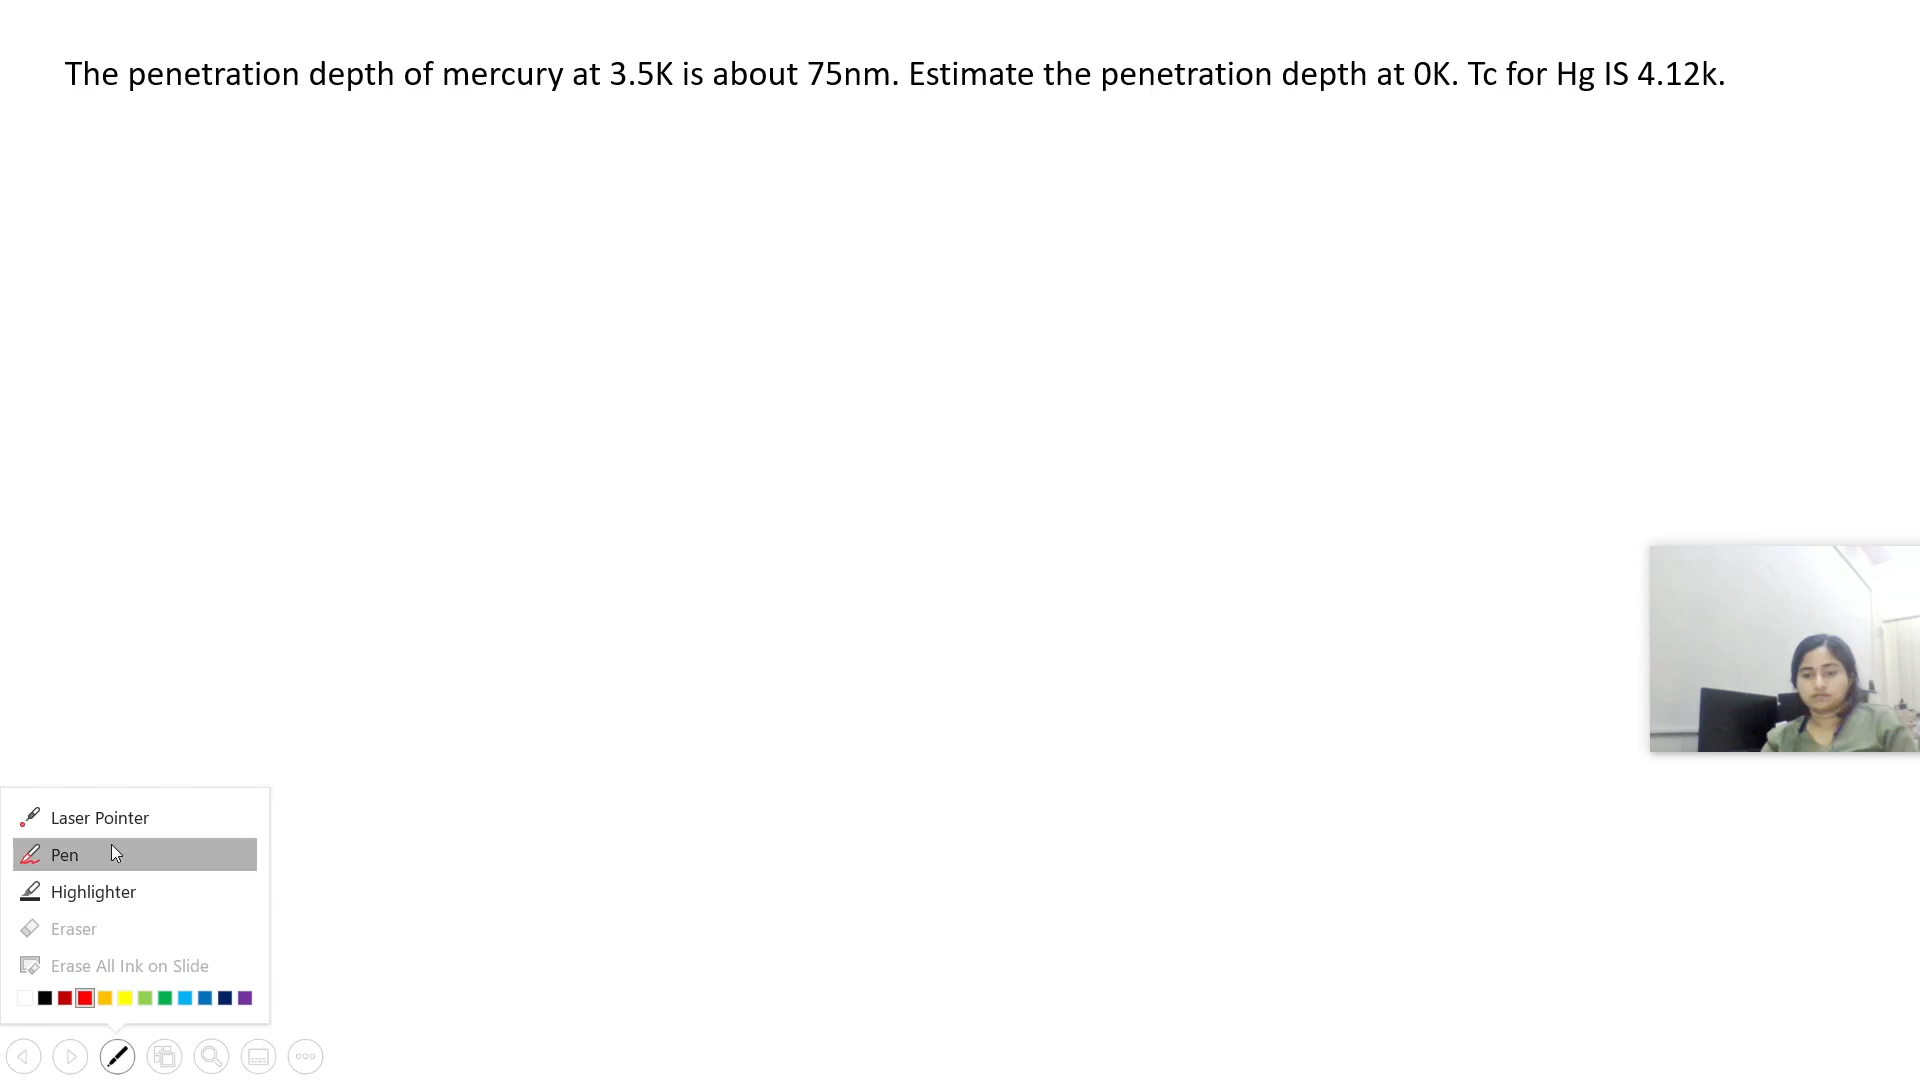 The penetration depth of mercury at 3.5K is about 75nm. Estimate the penetration depth at 0K. Tc for Hg IS 4.12k.
Laser Pointer
Pen
Highlighter
Eraser
Erase All Ink on Slide